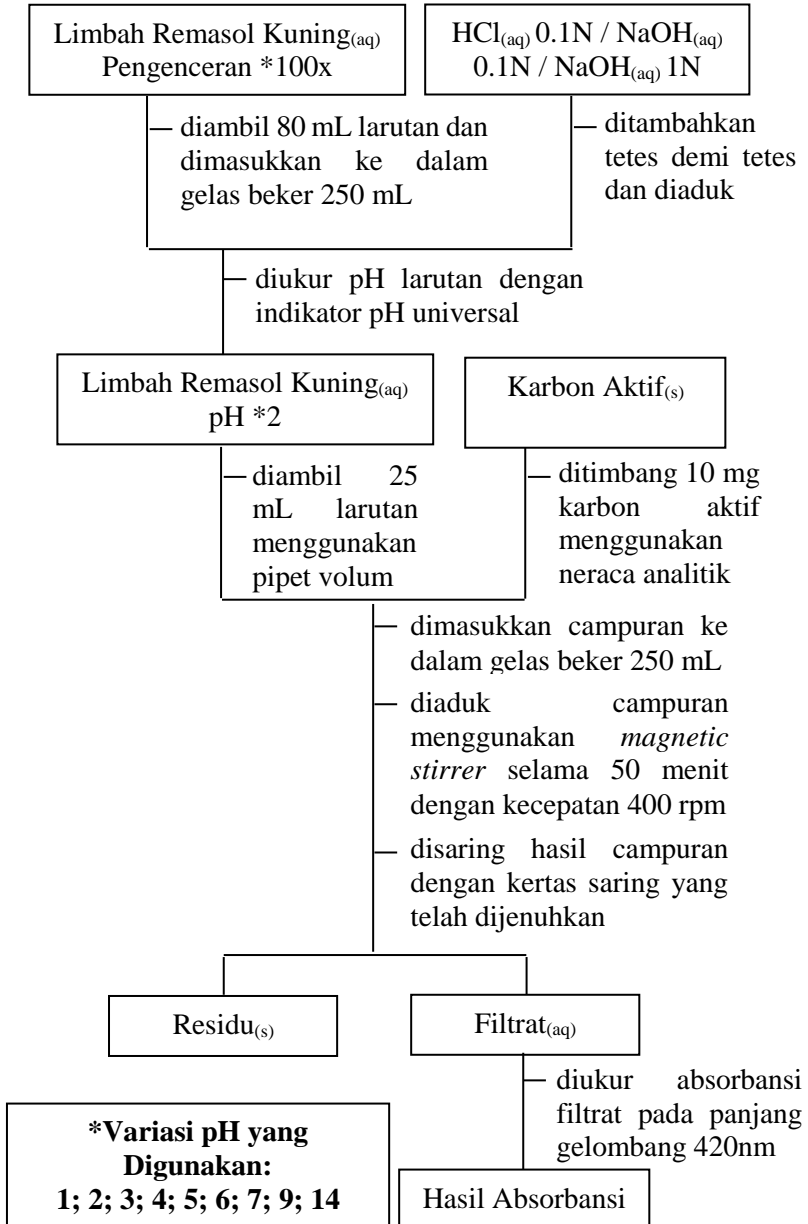 Limbah Remasol Kuning(aq)
Pengenceran *100x
HCl(aq) 0.1N / NaOH(aq)
0.1N / NaOH(aq) 1N
diambil 80 mL larutan dan
dimasukkan ke dalam
gelas beker 250 mL
ditambahkan
tetes demi tetes
dan diaduk
diukur pH larutan dengan
indikator pH universal
Limbah Remasol Kuning(aq)
pH *2
Karbon Aktif(s)
diambil 25
mL larutan
menggunakan
pipet volum
ditimbang 10 mg
karbon aktif
menggunakan
neraca analitik
dimasukkan campuran ke
dalam gelas beker 250 mL
diaduk campuran
menggunakan magnetic
stirrer selama 50 menit
dengan kecepatan 400 rpm
disaring hasil campuran
dengan kertas saring yang
telah dijenuhkan
Residu(s)
Filtrat(aq)
diukur absorbansi
filtrat pada panjang
gelombang 420nm
*Variasi pH yang
Digunakan:
1; 2; 3; 4; 5; 6; 7; 9; 14
Hasil Absorbansi